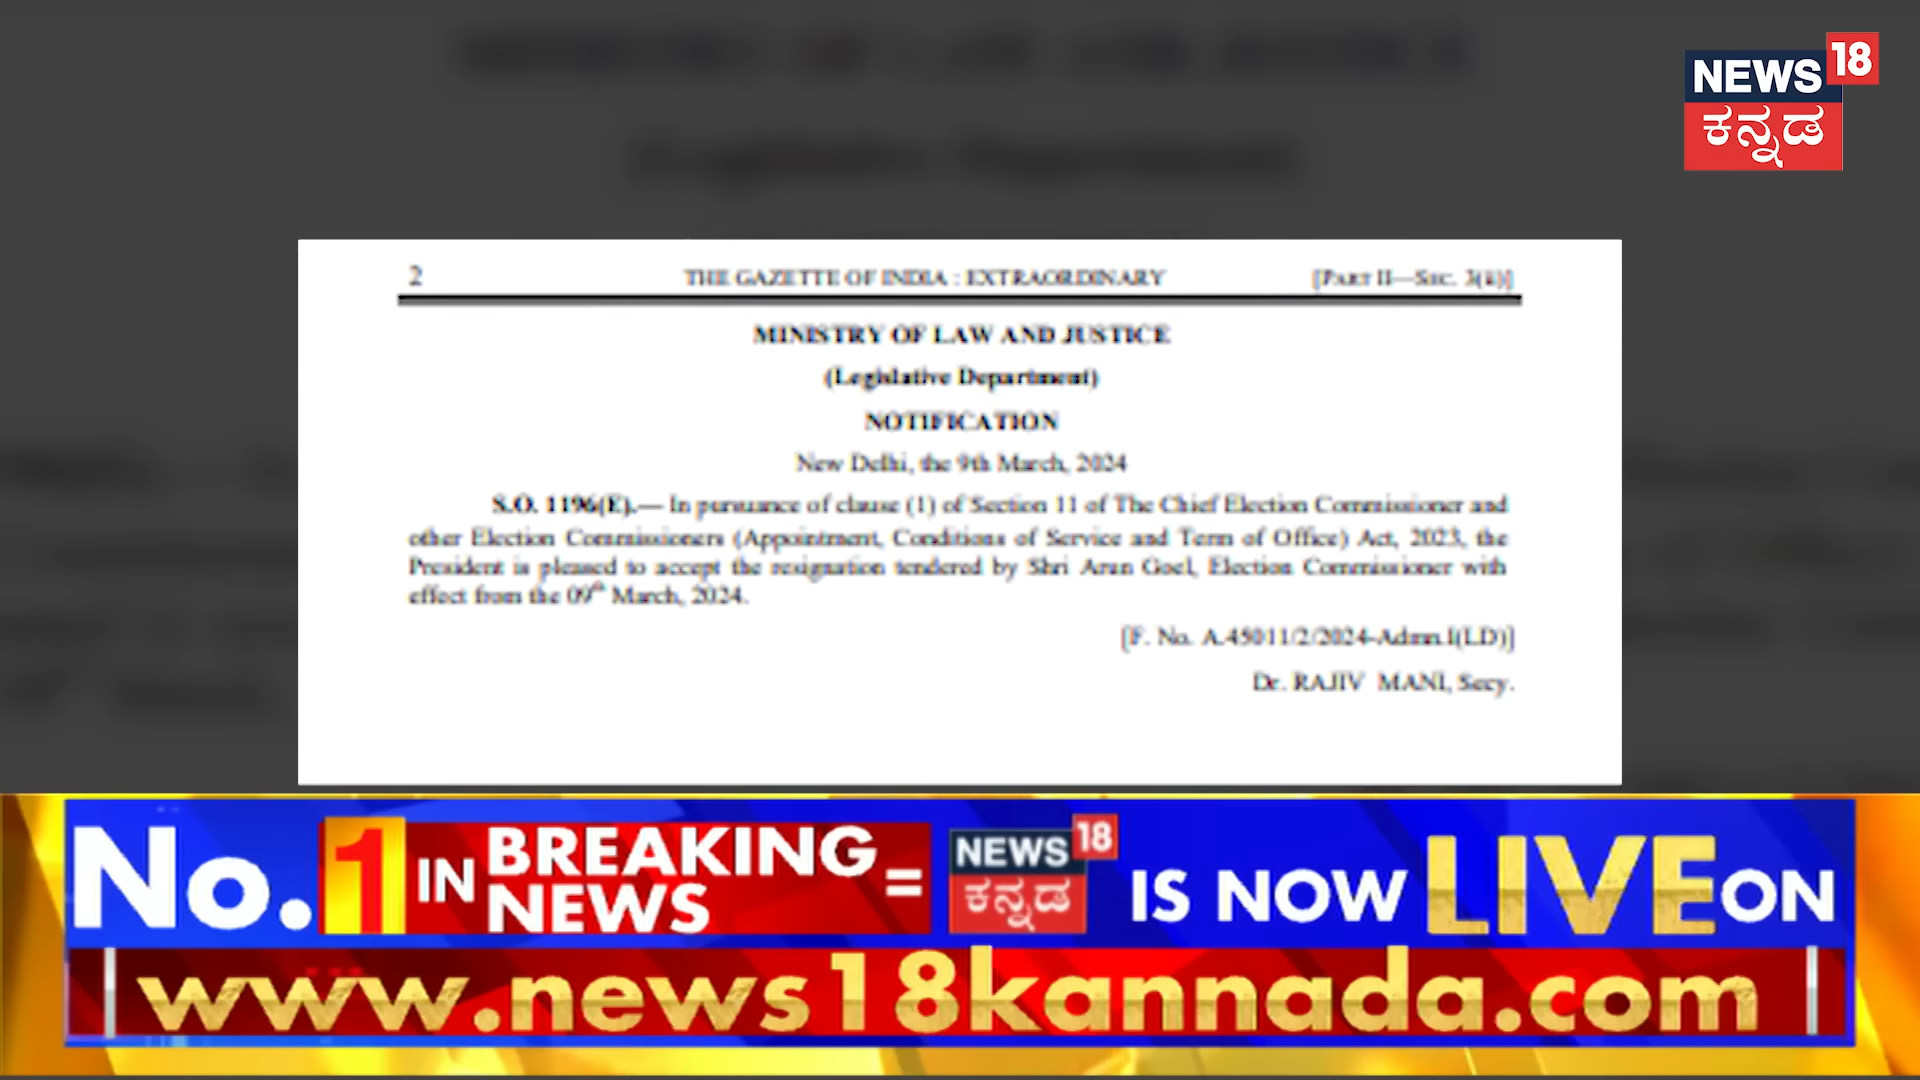 NEWS 18
ಕನ್ನಡ
2 THE GAZETTE OF INDIA : EXTRAORDINARY [PART II—SEC. 3(ii)]
MINISTRY OF LAW AND JUSTICE
(Legislative Department)
NOTIFICATION
New Delhi, the 9th March, 2024
S.O. 1196(E).— In pursuance of clause (1) of Section 11 of The Chief Election Commissioner and
other Election Commissioners (Appointment, Conditions of Service and Term of Office) Act, 2023, the
President is pleased to accept the resignation tendered by Shri Arun Goel, Election Commissioner with
effect from the 09th March, 2024.
[F. No. A.45011/2/2024-Admn.I(LD)]
Dr. RAJIV MANI, Secy.
No.1 IN BREAKING NEWS = NEWS 18 ಕನ್ನಡ IS NOW LIVE ON
www.news18kannada.com